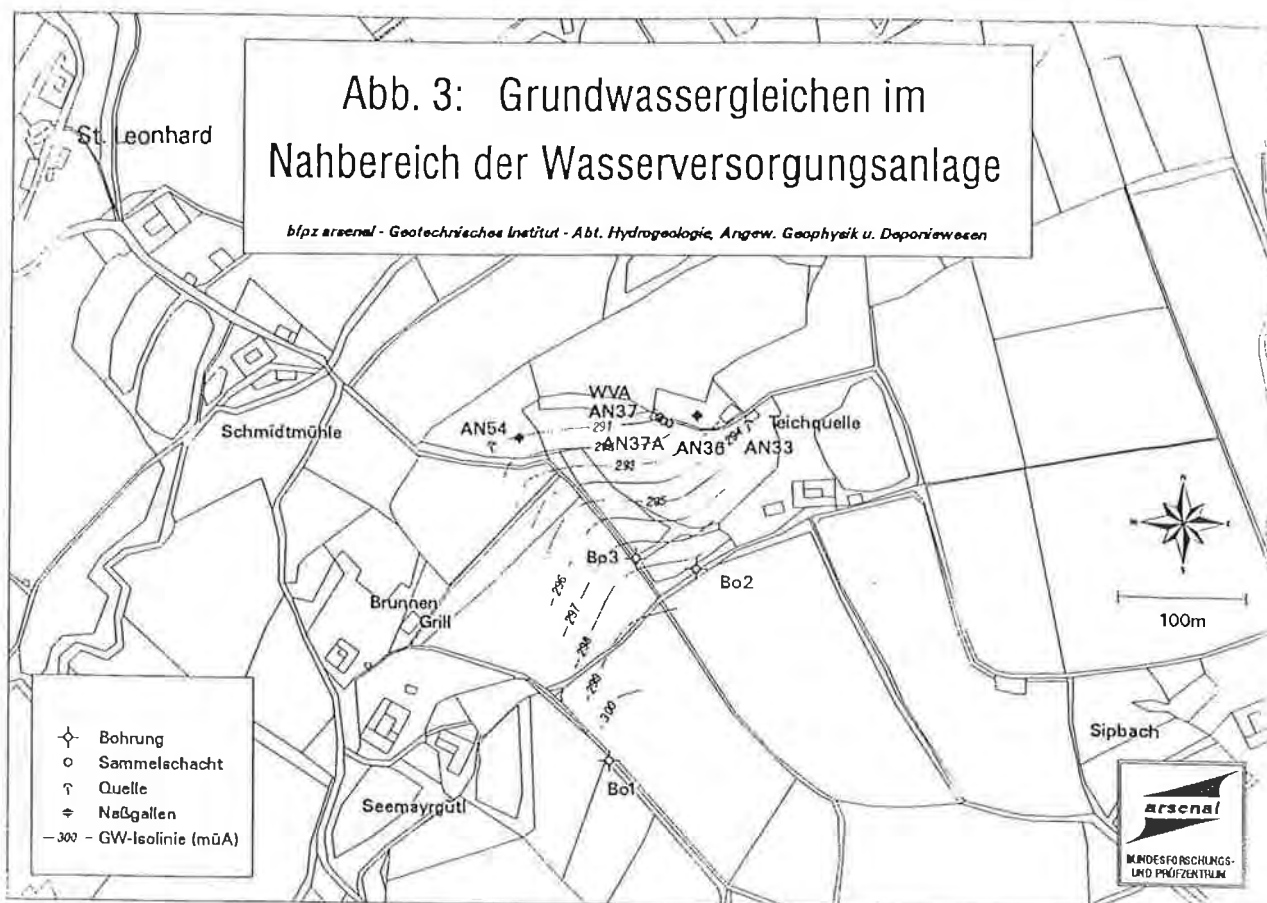 Abb. 3: Grundwassergleichen im
Nahbereich der Wasserversorgungsanlage
bfpz arsenal - Geotechnisches Institut - Abt. Hydrogeologie, Angew. Geophysik u. Deponiewesen
St. Leonhard
Schmidtmühle
WVA
AN37
AN54
291
AN37A
AN36
294
AN33
Teichquelle
293
295
Bo3
Bo2
296
297
298
299
300
Brunnen
Grill
N
S
100m
Bo1
Seemayrgütl
Sipbach
Bohrung
Sammelschacht
Quelle
Naßgallen
- 300 - GW-Isolinie (müA)
arsenal
BUNDESFORSCHUNGS-
UND PRÜFZENTRUM